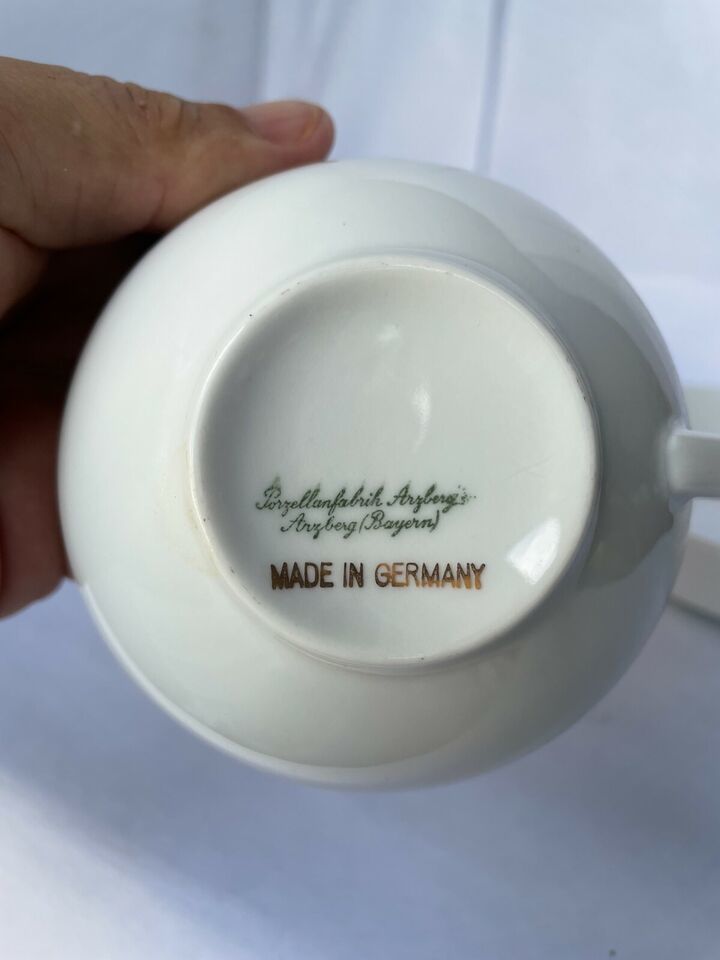 Porzellanfabrik Arzberg
Arzberg (Bayern)
MADE IN GERMANY